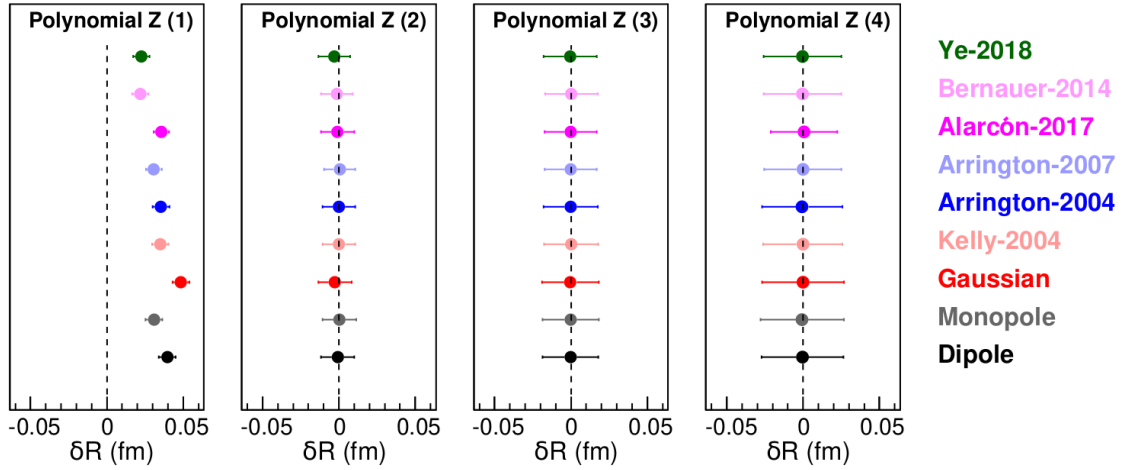 Polynomial Z (1)
Polynomial Z (2)
Polynomial Z (3)
Polynomial Z (4)
Ye-2018
Bernauer-2014
Alarcón-2017
Arrington-2007
Arrington-2004
Kelly-2004
Gaussian
Monopole
Dipole
-0.05 0 0.05
-0.05 0 0.05
-0.05 0 0.05
-0.05 0 0.05
δR (fm)
δR (fm)
δR (fm)
δR (fm)